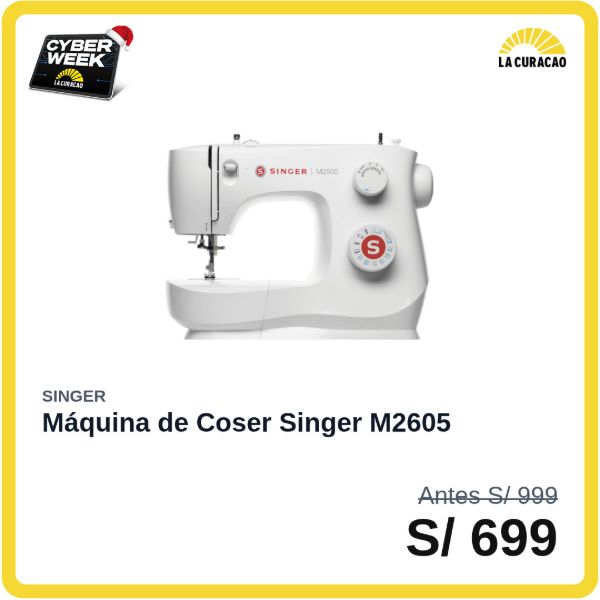 CYBER
WEEK
LA CURACAO
LA CURACAO
S SINGER | M2605
S
SINGER
Máquina de Coser Singer M2605
Antes S/ 999
S/ 699